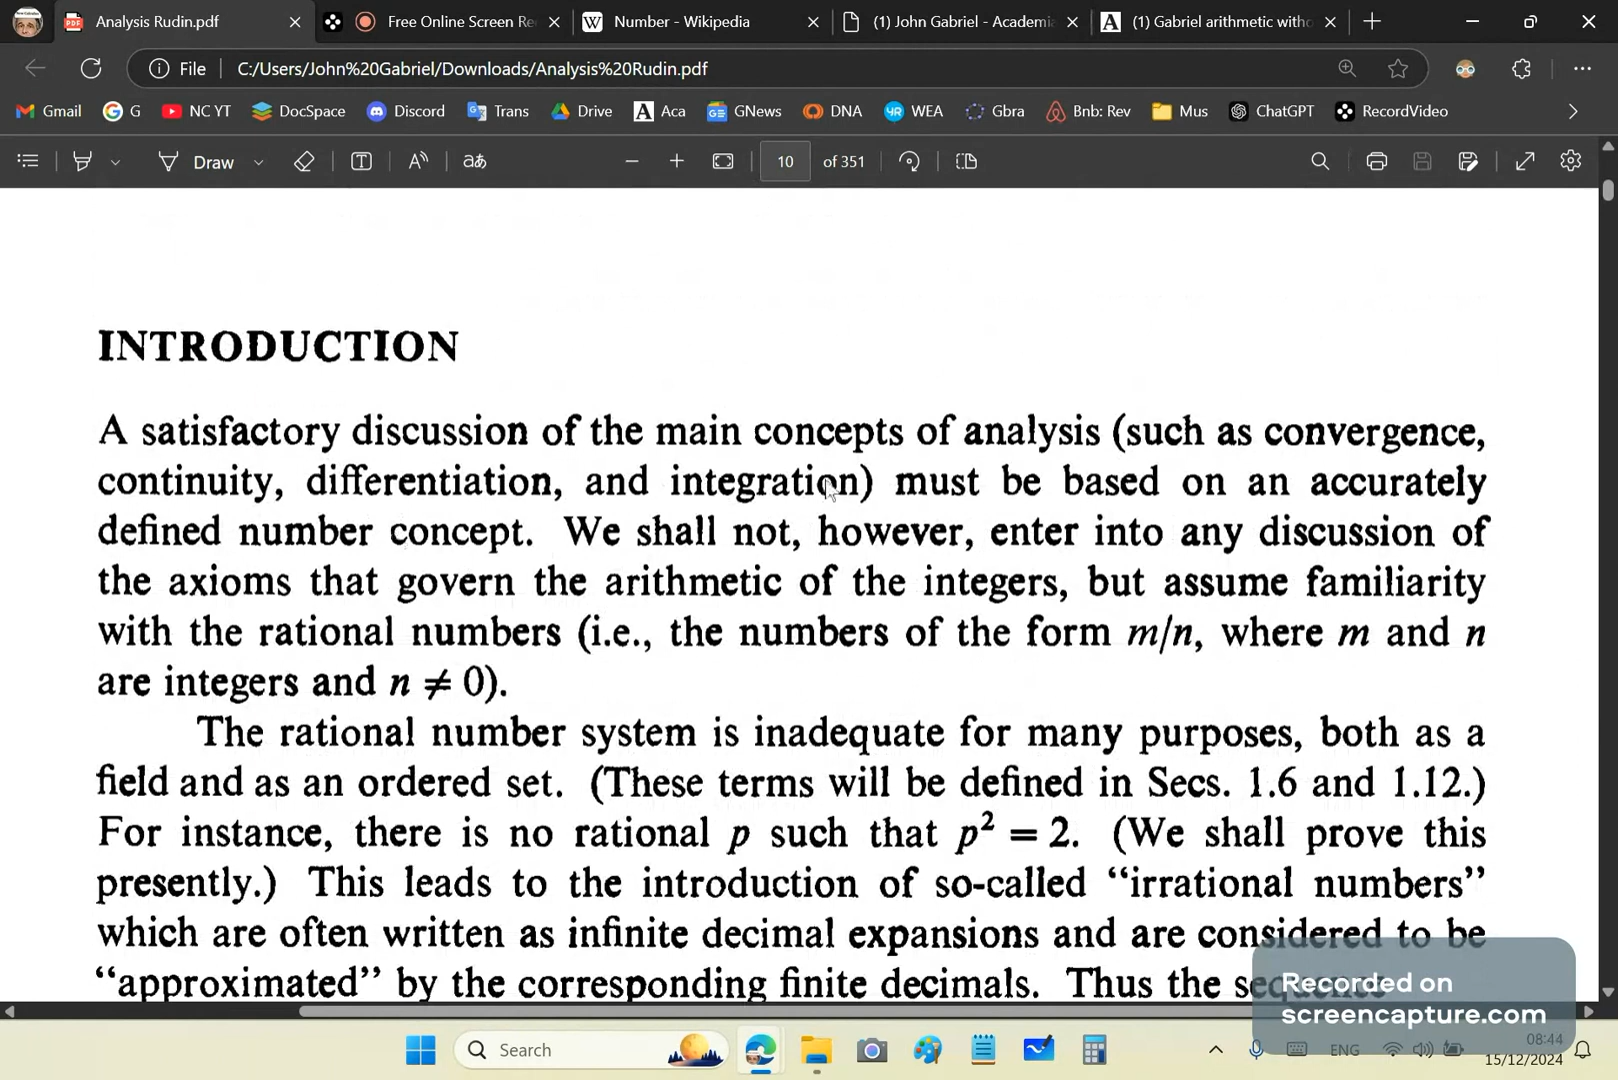 Analysis Rudin.pdf
Free Online Screen Re
Number - Wikipedia
(1) John Gabriel - Academi
(1) Gabriel arithmetic witho
File
C:/Users/John%20Gabriel/Downloads/Analysis%20Rudin.pdf
Gmail G NC YT DocSpace Discord Trans Drive Aca GNews DNA WEA Gbra Bnb: Rev Mus ChatGPT RecordVideo
Draw 10 of 351
INTRODUCTION
A satisfactory discussion of the main concepts of analysis (such as convergence,
continuity, differentiation, and integration) must be based on an accurately
defined number concept. We shall not, however, enter into any discussion of
the axioms that govern the arithmetic of the integers, but assume familiarity
with the rational numbers (i.e., the numbers of the form m/n, where m and n
are integers and n ≠ 0).
The rational number system is inadequate for many purposes, both as a
field and as an ordered set. (These terms will be defined in Secs. 1.6 and 1.12.)
For instance, there is no rational p such that p² = 2. (We shall prove this
presently.) This leads to the introduction of so-called “irrational numbers”
which are often written as infinite decimal expansions and are considered to be
“approximated” by the corresponding finite decimals. Thus the sequence
Recorded on
screencapture.com
Search
ENG
08:44
15/12/2024